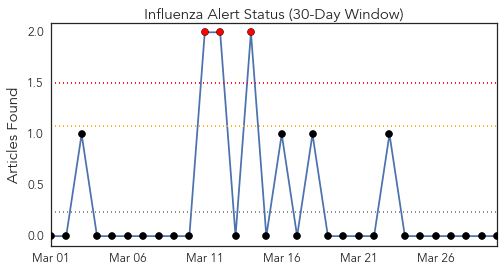 Influenza Alert Status (30-Day Window)
Articles Found
2.0
1.5
1.0
0.5
0.0
Mar 01 Mar 06 Mar 11 Mar 16 Mar 21 Mar 26